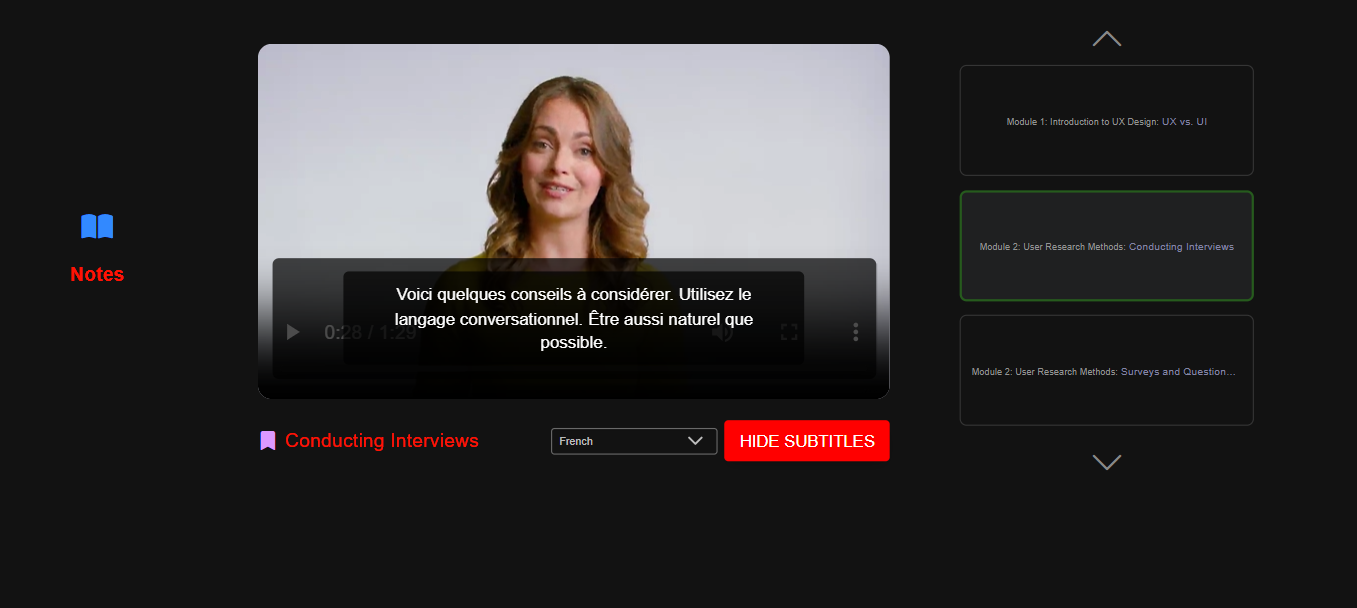 Notes
Voici quelques conseils à considérer. Utilisez le
langage conversationnel. Être aussi naturel que
possible.
0:28 / 1:29
Conducting Interviews
French
HIDE SUBTITLES
Module 1: Introduction to UX Design: UX vs. UI
Module 2: User Research Methods: Conducting Interviews
Module 2: User Research Methods: Surveys and Question...